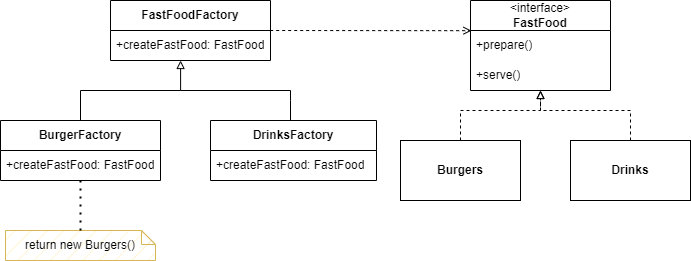 FastFoodFactory
+createFastFood: FastFood
<interface>
FastFood
+prepare()
+serve()
BurgerFactory
+createFastFood: FastFood
DrinksFactory
+createFastFood: FastFood
Burgers
Drinks
return new Burgers()